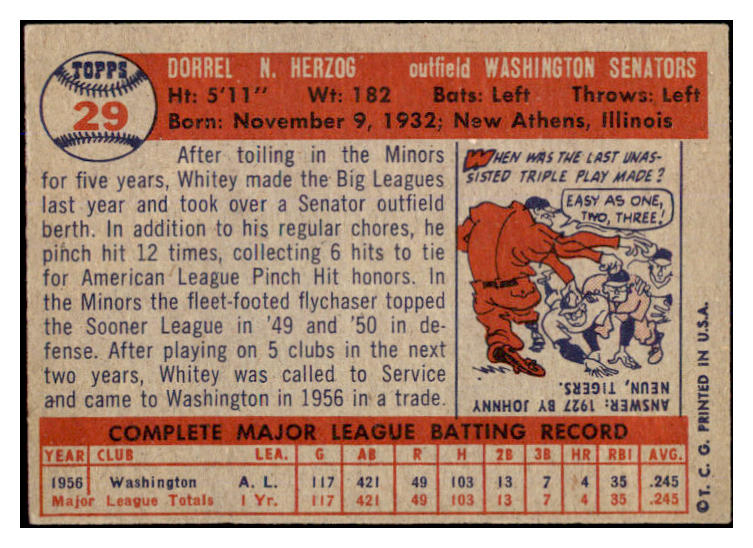 TOPPS
29
DORREL N. HERZOG outfield WASHINGTON SENATORS
Ht: 5'11" Wt: 182 Bats: Left Throws: Left
Born: November 9, 1932; New Athens, Illinois
After toiling in the Minors
for five years, Whitey made the Big Leagues
last year and took over a Senator outfield
berth. In addition to his regular chores, he
pinch hit 12 times, collecting 6 hits to tie
for American League Pinch Hit honors. In
the Minors the fleet-footed flychaser topped
the Sooner League in '49 and '50 in de-
fense. After playing on 5 clubs in the next
two years, Whitey was called to Service
and came to Washington in 1956 in a trade.
WHEN WAS THE LAST UNAS-
SISTED TRIPLE PLAY MADE?
EASY AS ONE,
TWO, THREE!
ANSWER: 1927 BY JOHNNY
NEUN, TIGERS.
COMPLETE MAJOR LEAGUE BATTING RECORD
YEAR CLUB LEA. G AB R H 2B 3B HR RBI AVG.
1956 Washington A. L. 117 421 49 103 13 7 4 35 .245
Major League Totals 1 Yr. 117 421 49 103 13 7 4 35 .245
©T. C. G. PRINTED IN U.S.A.